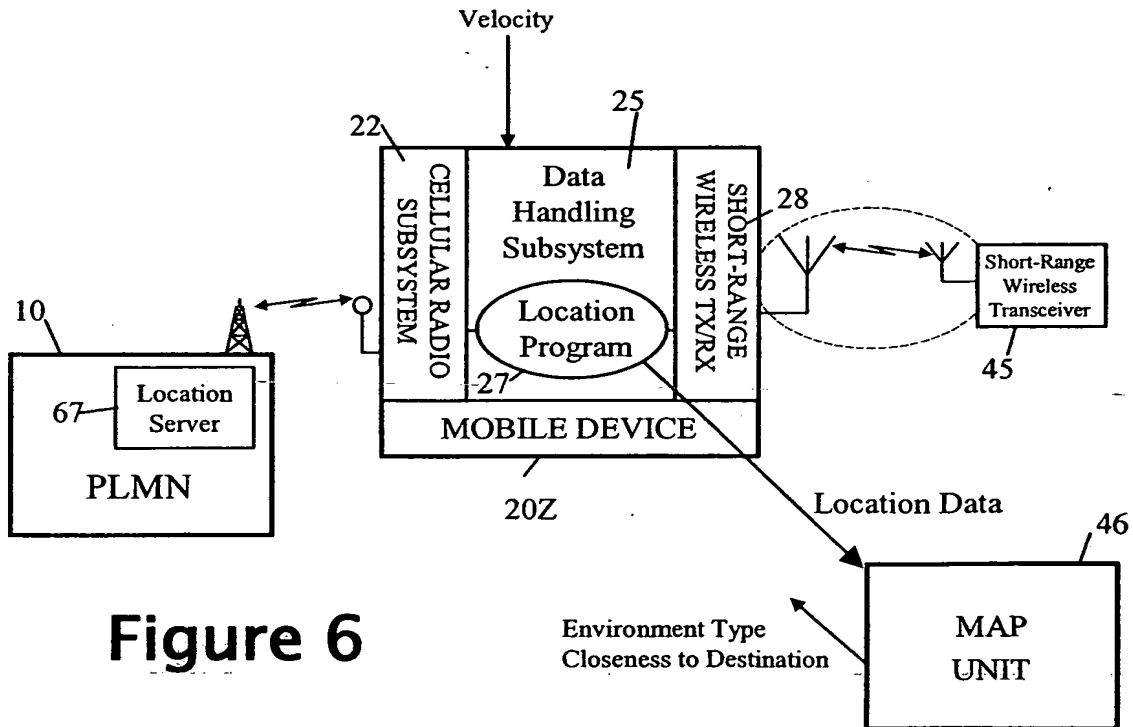 Velocity
22
25
CELLULAR RADIO
SUBSYSTEM
Data
Handling
Subsystem
SHORT-RANGE
WIRELESS TX/RX
28
Short-Range
Wireless
Transceiver
45
Location
Program
27
10
Location
Server
67
PLMN
MOBILE DEVICE
20Z
Location Data
46
MAP
UNIT
Environment Type
Closeness to Destination
Figure 6